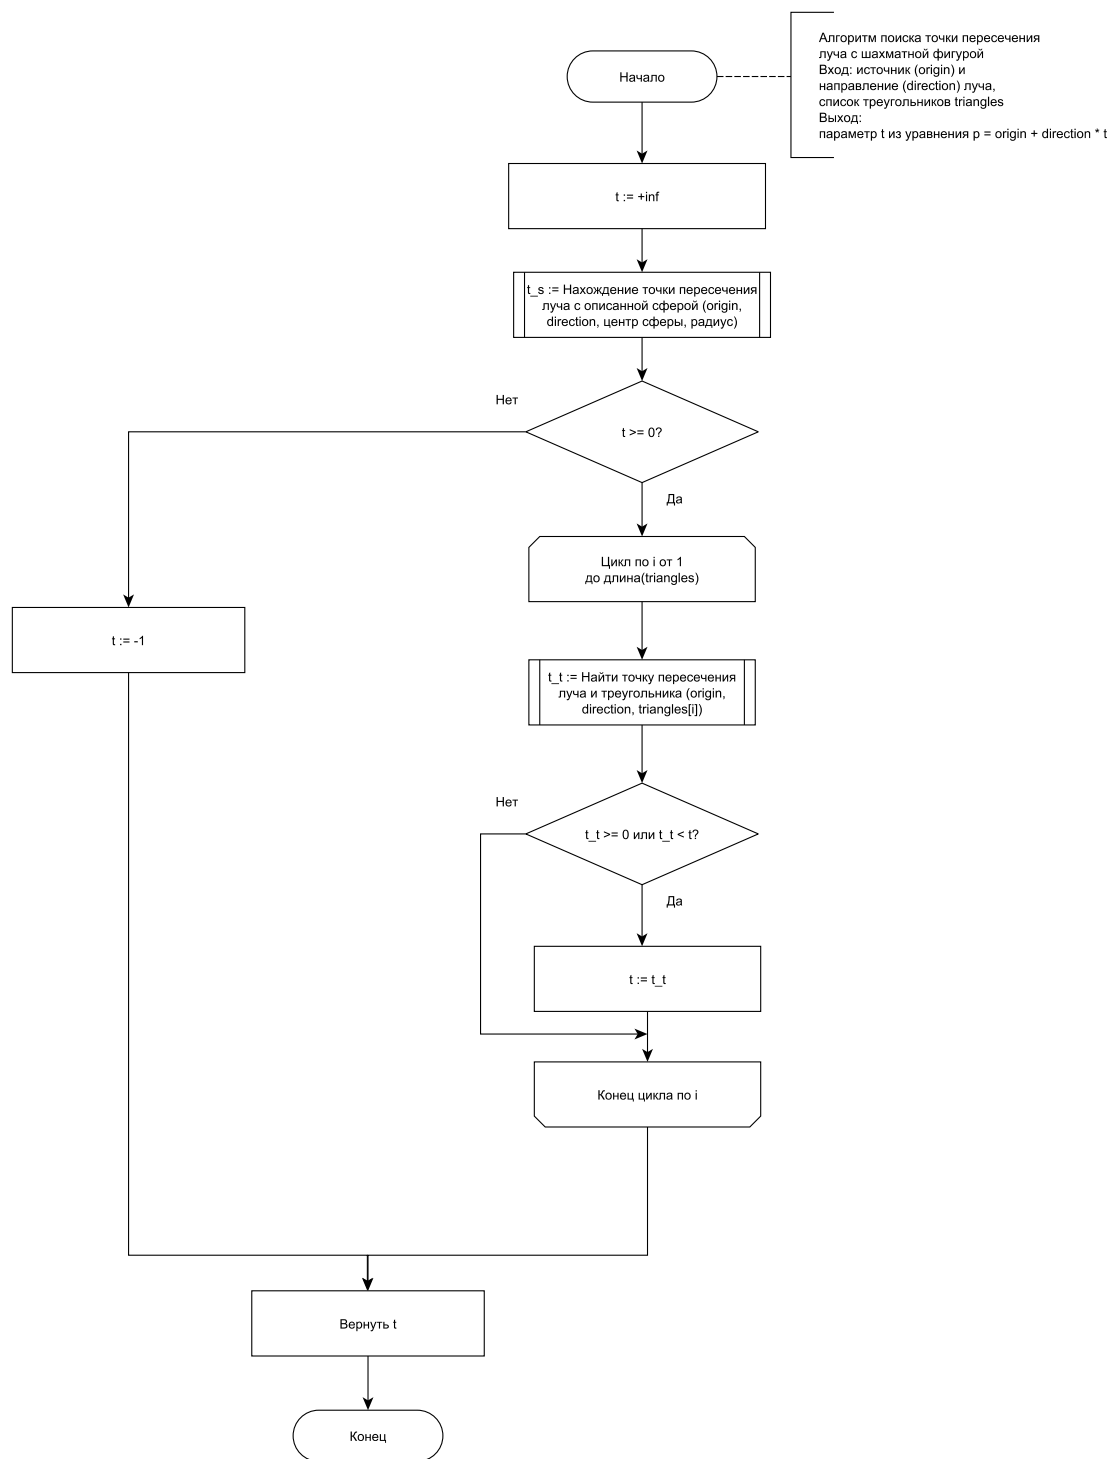 Алгоритм поиска точки пересечения
луча с шахматной фигурой
Вход: источник (origin) и
направление (direction) луча,
список треугольников triangles
Выход:
параметр t из уравнения p = origin + direction * t
Начало
t := +inf
t_s := Нахождение точки пересечения
луча с описанной сферой (origin,
direction, центр сферы, радиус)
Нет
t >= 0?
Да
Цикл по i от 1
до длина(triangles)
t := -1
t_t := Найти точку пересечения
луча и треугольника (origin,
direction, triangles[i])
Нет
t_t >= 0 или t_t < t?
Да
t := t_t
Конец цикла по i
Вернуть t
Конец